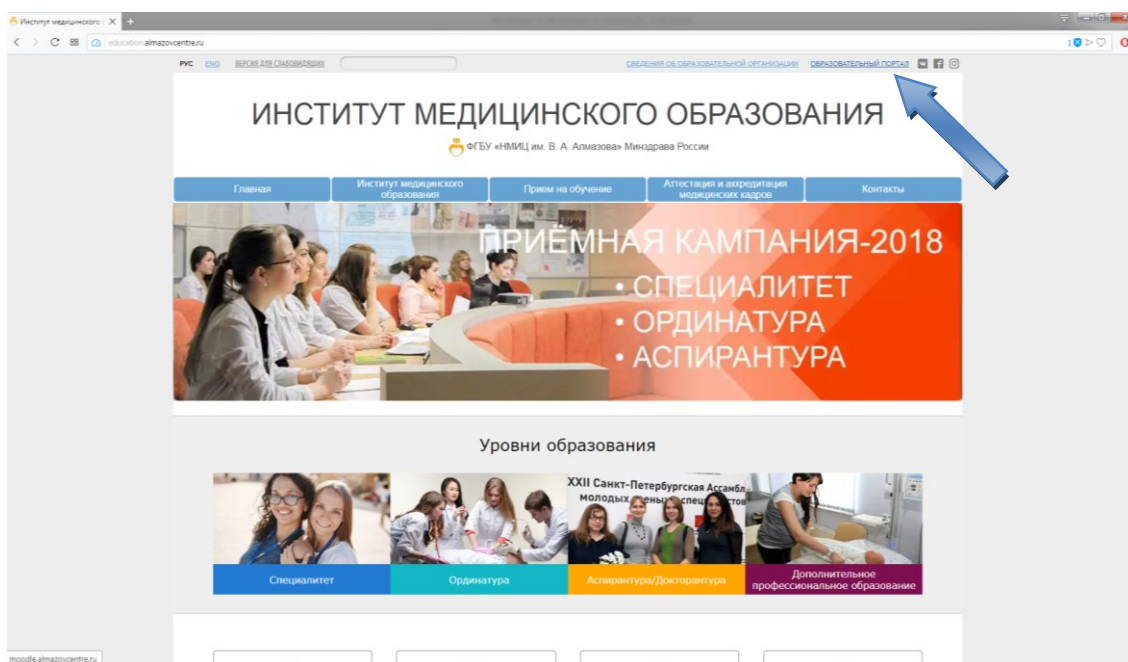 Институт медицинского
education.almazovcentre.ru
1
РУС ENG ВЕРСИЯ ДЛЯ СЛАБОВИДЯЩИХ СВЕДЕНИЯ ОБ ОБРАЗОВАТЕЛЬНОЙ ОРГАНИЗАЦИИ ОБРАЗОВАТЕЛЬНЫЙ ПОРТАЛ
ИНСТИТУТ МЕДИЦИНСКОГО ОБРАЗОВАНИЯ
ФГБУ «НМИЦ им. В. А. Алмазова» Минздрава России
Главная
Институт медицинского
образования
Прием на обучение
Аттестация и аккредитация
медицинских кадров
Контакты
ПРИЁМНАЯ КАМПАНИЯ-2018
• СПЕЦИАЛИТЕТ
• ОРДИНАТУРА
• АСПИРАНТУРА
Уровни образования
XXII Санкт-Петербургская Ассамбл
молодых
Специалитет
Ординатура
Аспирантура/Докторантура
Дополнительное
профессиональное образование
moodle.almazovcentre.ru